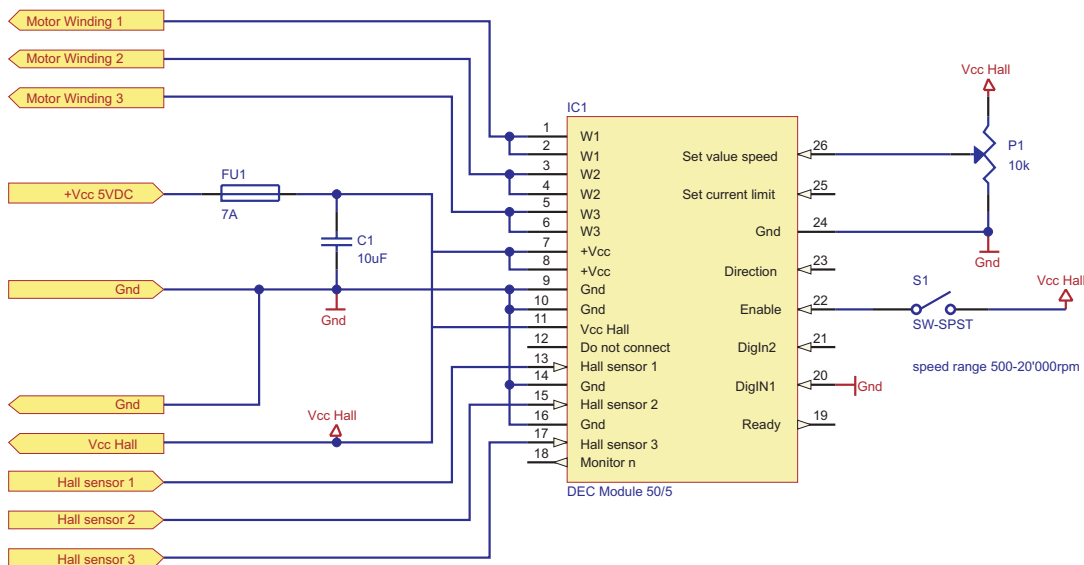 Motor Winding 1
Motor Winding 2
Motor Winding 3
+Vcc 5VDC
FU1
7A
C1
10uF
Gnd
Gnd
Gnd
Vcc Hall
Vcc Hall
Hall sensor 1
Hall sensor 2
Hall sensor 3
IC1
1 W1
2 W1
3 W2
4 W2
5 W3
6 W3
7 +Vcc
8 +Vcc
9 Gnd
10 Gnd
11 Vcc Hall
12 Do not connect
13 Hall sensor 1
14 Gnd
15 Hall sensor 2
16 Gnd
17 Hall sensor 3
18 Monitor n
Set value speed 26
Set current limit 25
Gnd 24
Direction 23
Enable 22
DigIn2 21
DigIN1 20
Ready 19
DEC Module 50/5
Vcc Hall
P1
10k
Gnd
S1
SW-SPST
Vcc Hall
speed range 500-20'000rpm
Gnd